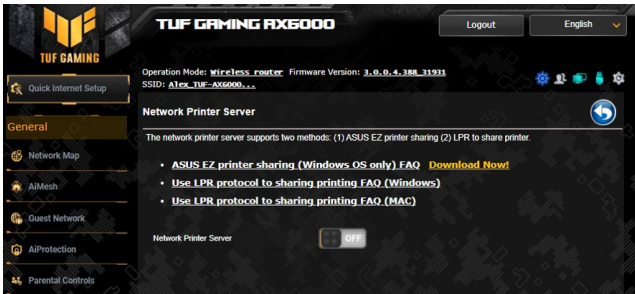 TUF GAMING AX6000
Logout
English
TUF GAMING
Operation Mode: Wireless router Firmware Version: 3.0.0.4.388_31931
SSID: Alex_TUF-AX6000...
Quick Internet Setup
General
Network Map
AiMesh
Guest Network
AiProtection
Parental Controls
Network Printer Server
The network printer server supports two methods: (1) ASUS EZ printer sharing (2) LPR to share printer.
ASUS EZ printer sharing (Windows OS only) FAQ Download Now!
Use LPR protocol to sharing printing FAQ (Windows)
Use LPR protocol to sharing printing FAQ (MAC)
Network Printer Server
OFF